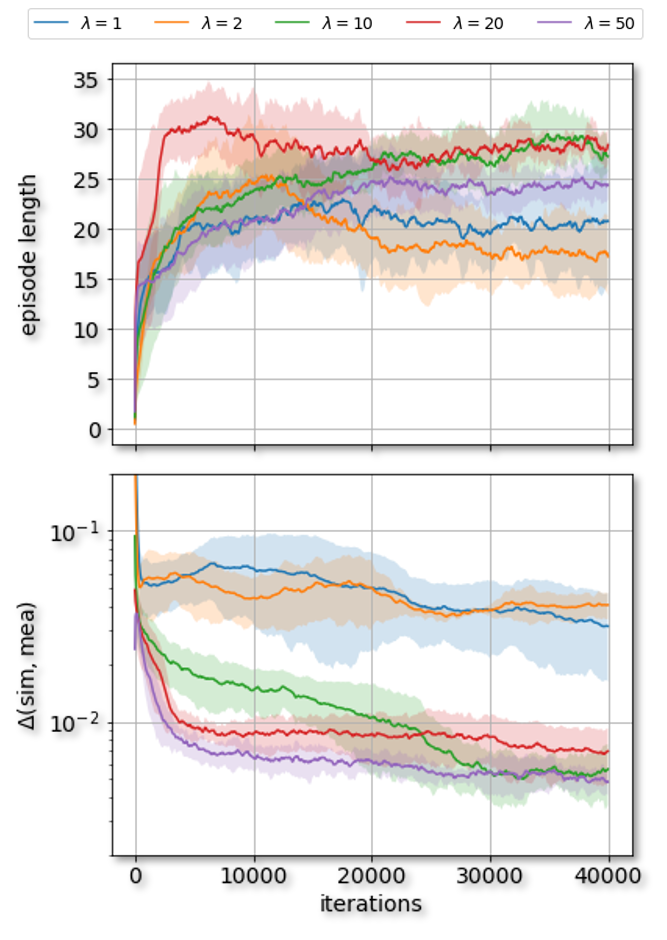 λ = 1 λ = 2 λ = 10 λ = 20 λ = 50
35
30
25
20
15
10
5
0
episode length
10⁻¹
10⁻²
Δ(sim, mea)
0 10000 20000 30000 40000
iterations